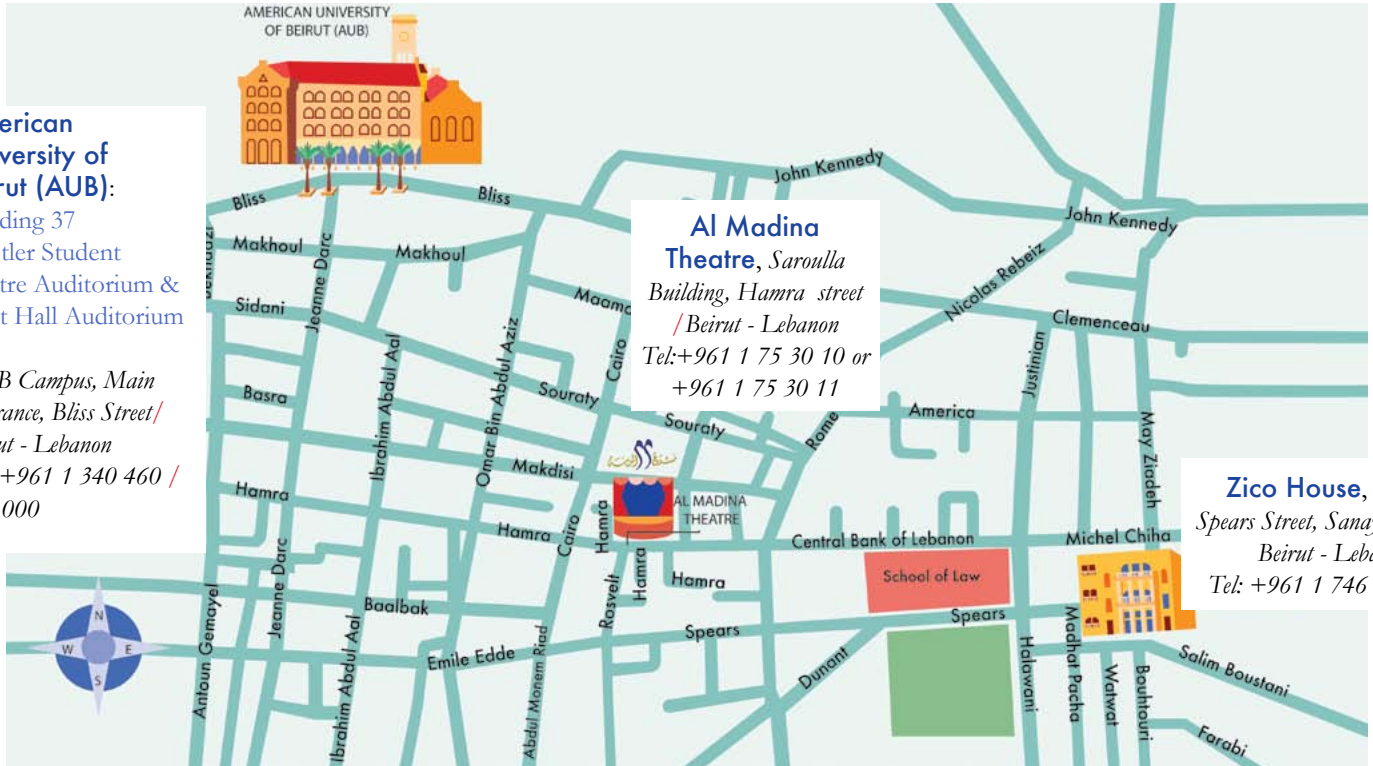 AMERICAN UNIVERSITY
OF BEIRUT (AUB)
erican
versity of
rut (AUB):
ding 37
tler Student
tre Auditorium &
t Hall Auditorium
B Campus, Main
rance, Bliss Street/
ut - Lebanon
+961 1 340 460 /
000
Al Madina
Theatre, Saroulla
Building, Hamra street
/Beirut - Lebanon
Tel:+961 1 75 30 10 or
+961 1 75 30 11
Zico House,
Spears Street, Sana
Beirut - Leba
Tel: +961 1 746
Bliss
Bliss
John Kennedy
John Kennedy
Makhoul
Makhoul
Jeanne Darc
Sidani
Maama
Cairo
Nicolas Rebeiz
Clemenceau
Justinian
Ibrahim Abdul Aal
Omar Bin Abdul Aziz
Basra
Souraty
Souraty
Rome
America
May Ziadeh
Makdisi
AL MADINA
THEATRE
Hamra
Hamra
Cairo
Hamra
Hamra
Hamra
Central Bank of Lebanon
Michel Chiha
School of Law
Jeanne Darc
Antoun Gemayel
Baalbak
Ibrahim Abdul Aal
Emile Edde
Abdul Monem Riad
Rosvelt
Spears
Spears
Dunant
Halawani
Madhat Pacha
Watwat
Bouhtouri
Salim Boustani
Farabi
N
W
E
S